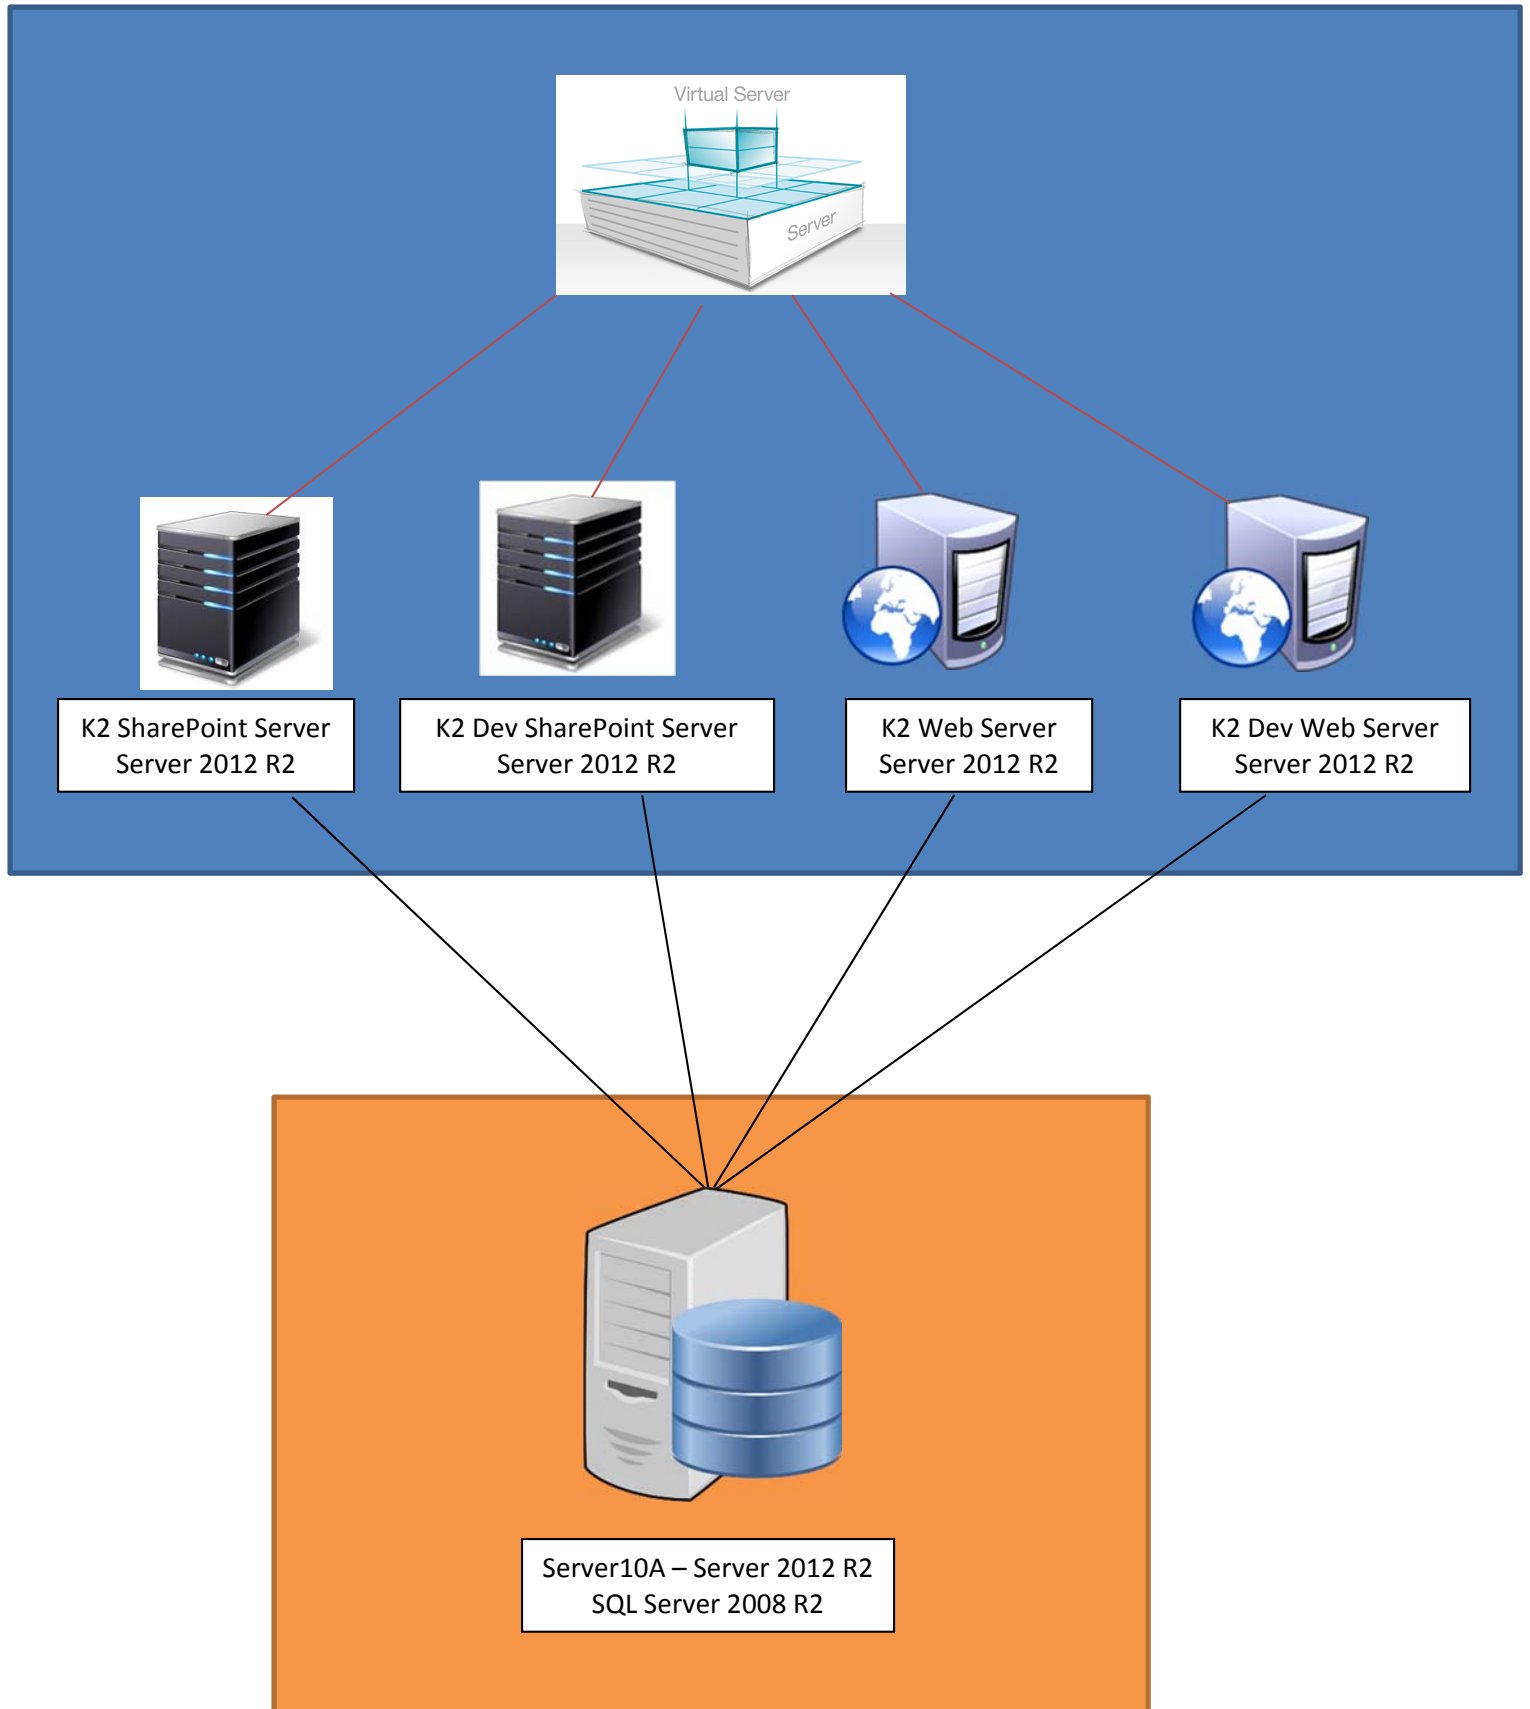 Virtual Server
Server
K2 SharePoint Server
Server 2012 R2
K2 Dev SharePoint Server
Server 2012 R2
K2 Web Server
Server 2012 R2
K2 Dev Web Server
Server 2012 R2
Server10A – Server 2012 R2
SQL Server 2008 R2